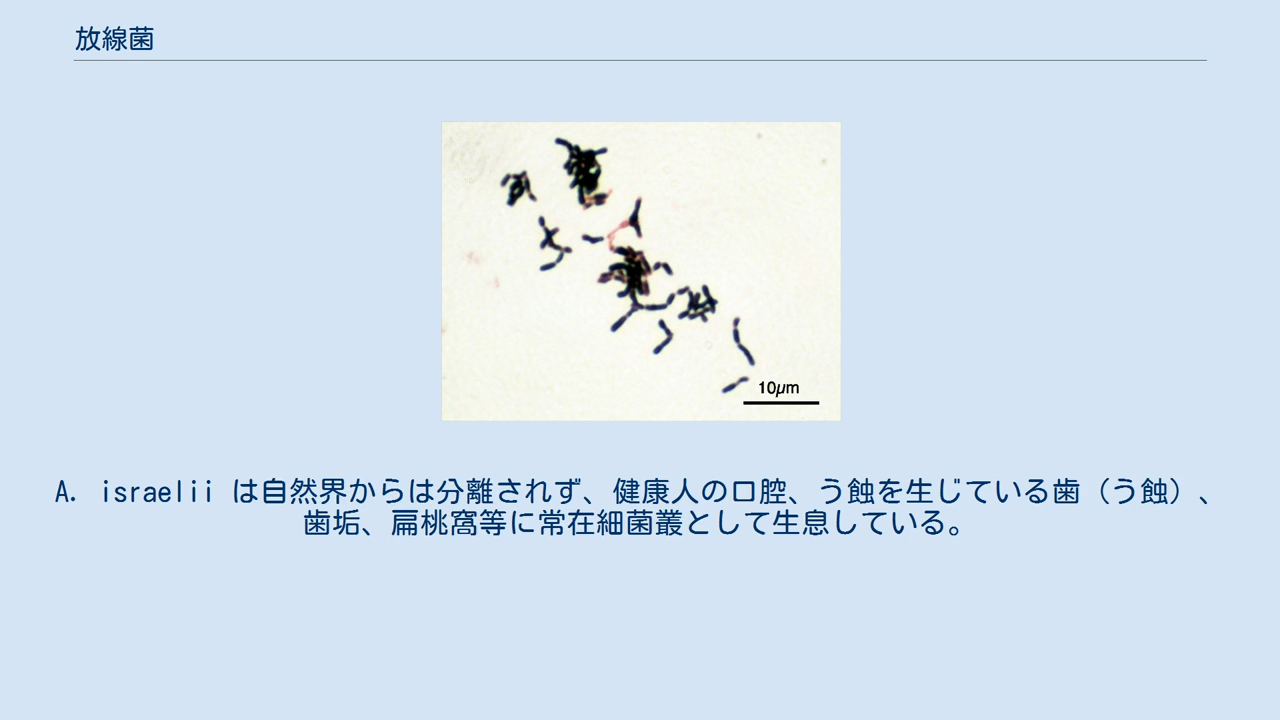 放線菌
10µm
A. israelii は自然界からは分離されず、健康人の口腔、う蝕を生じている歯（う蝕）、
歯垢、扁桃窩等に常在細菌叢として生息している。